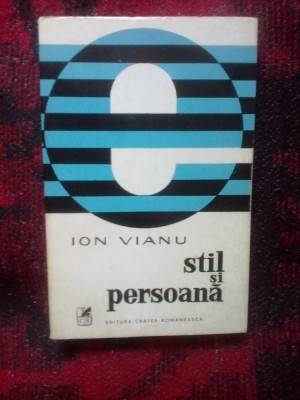 e
ION VIANU
stil
și
persoană
EDITURA CARTEA ROMÂNEASCĂ